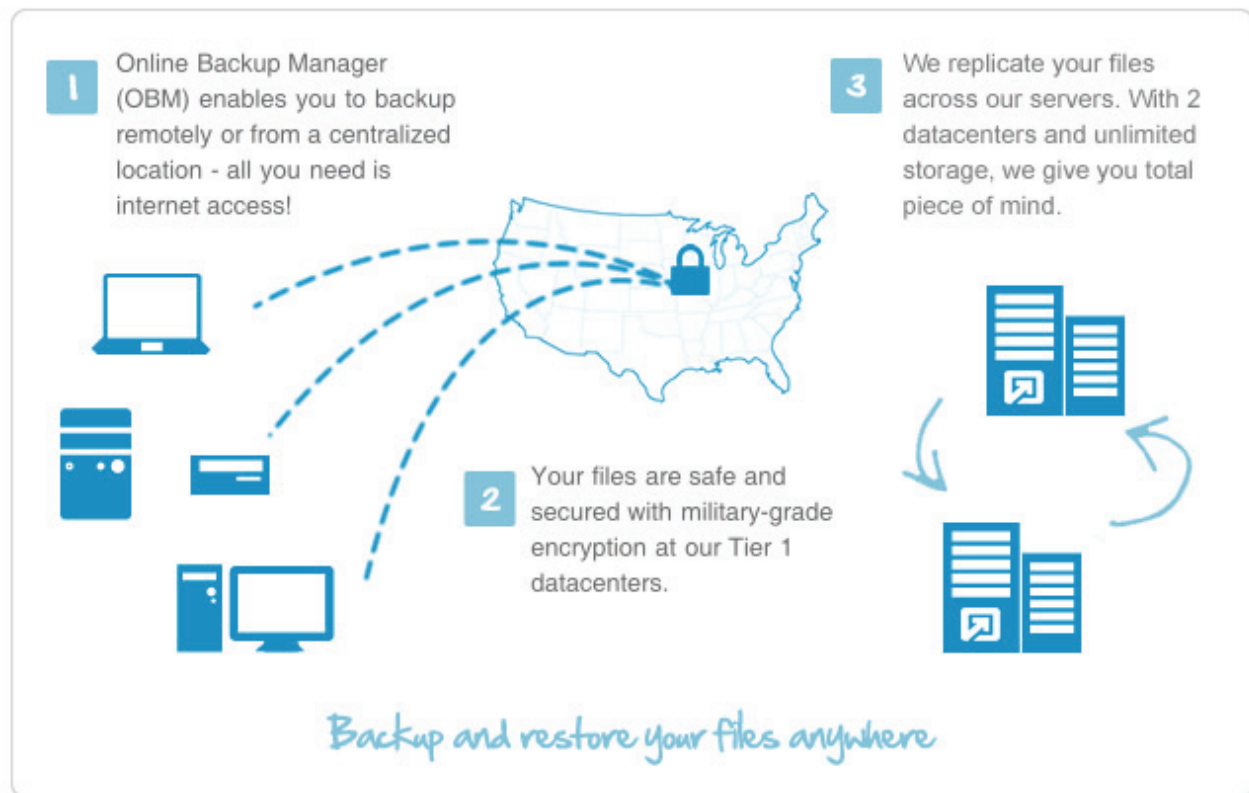 1
Online Backup Manager
(OBM) enables you to backup
remotely or from a centralized
location - all you need is
internet access!
2
Your files are safe and
secured with military-grade
encryption at our Tier 1
datacenters.
3
We replicate your files
across our servers. With 2
datacenters and unlimited
storage, we give you total
piece of mind.
Backup and restore your files anywhere